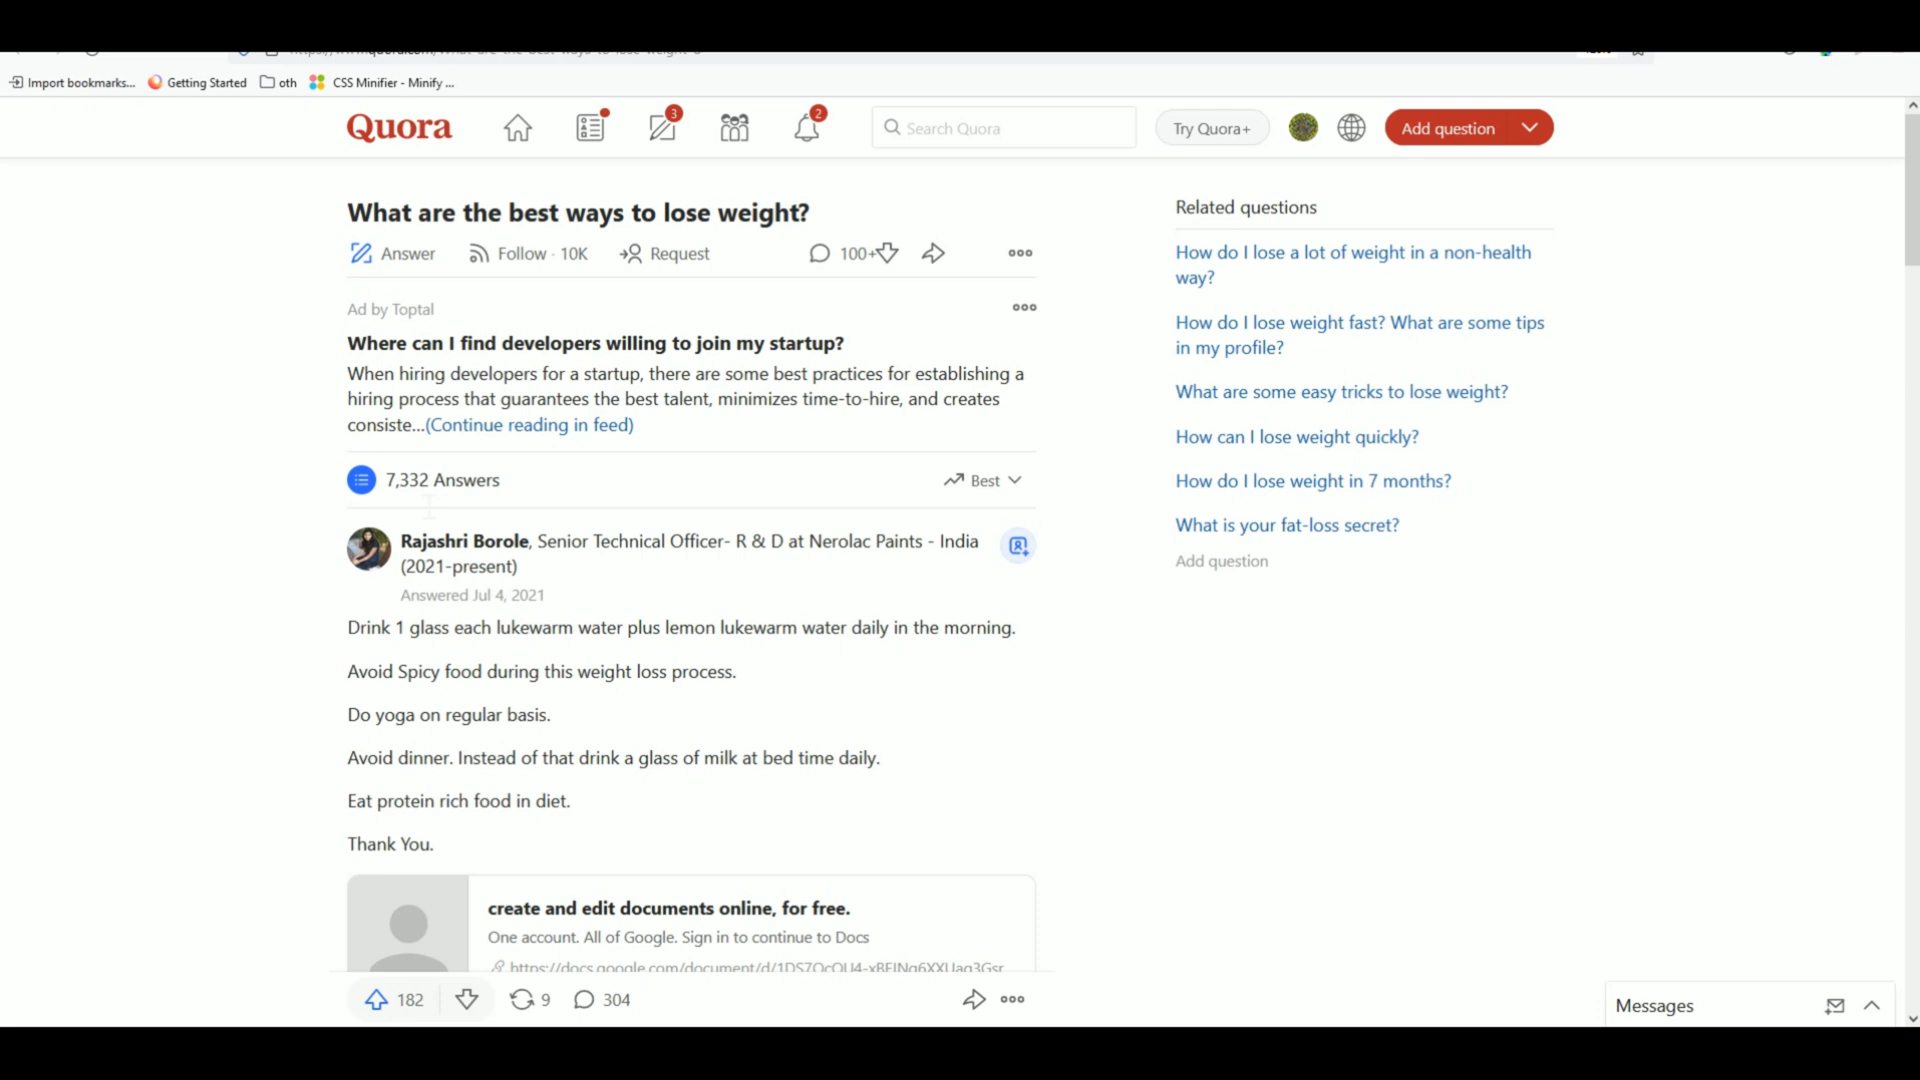 Import bookmarks... Getting Started oth CSS Minifier - Minify ...
Quora 3 2 Search Quora Try Quora+ Add question
What are the best ways to lose weight?
Answer Follow · 10K Request 100+
Ad by Toptal
Where can I find developers willing to join my startup?
When hiring developers for a startup, there are some best practices for establishing a
hiring process that guarantees the best talent, minimizes time-to-hire, and creates
consiste...(Continue reading in feed)
7,332 Answers Best
Rajashri Borole, Senior Technical Officer- R & D at Nerolac Paints - India
(2021-present)
Answered Jul 4, 2021
Drink 1 glass each lukewarm water plus lemon lukewarm water daily in the morning.
Avoid Spicy food during this weight loss process.
Do yoga on regular basis.
Avoid dinner. Instead of that drink a glass of milk at bed time daily.
Eat protein rich food in diet.
Thank You.
create and edit documents online, for free.
One account. All of Google. Sign in to continue to Docs
182 9 304
Related questions
How do I lose a lot of weight in a non-health
way?
How do I lose weight fast? What are some tips
in my profile?
What are some easy tricks to lose weight?
How can I lose weight quickly?
How do I lose weight in 7 months?
What is your fat-loss secret?
Add question
Messages